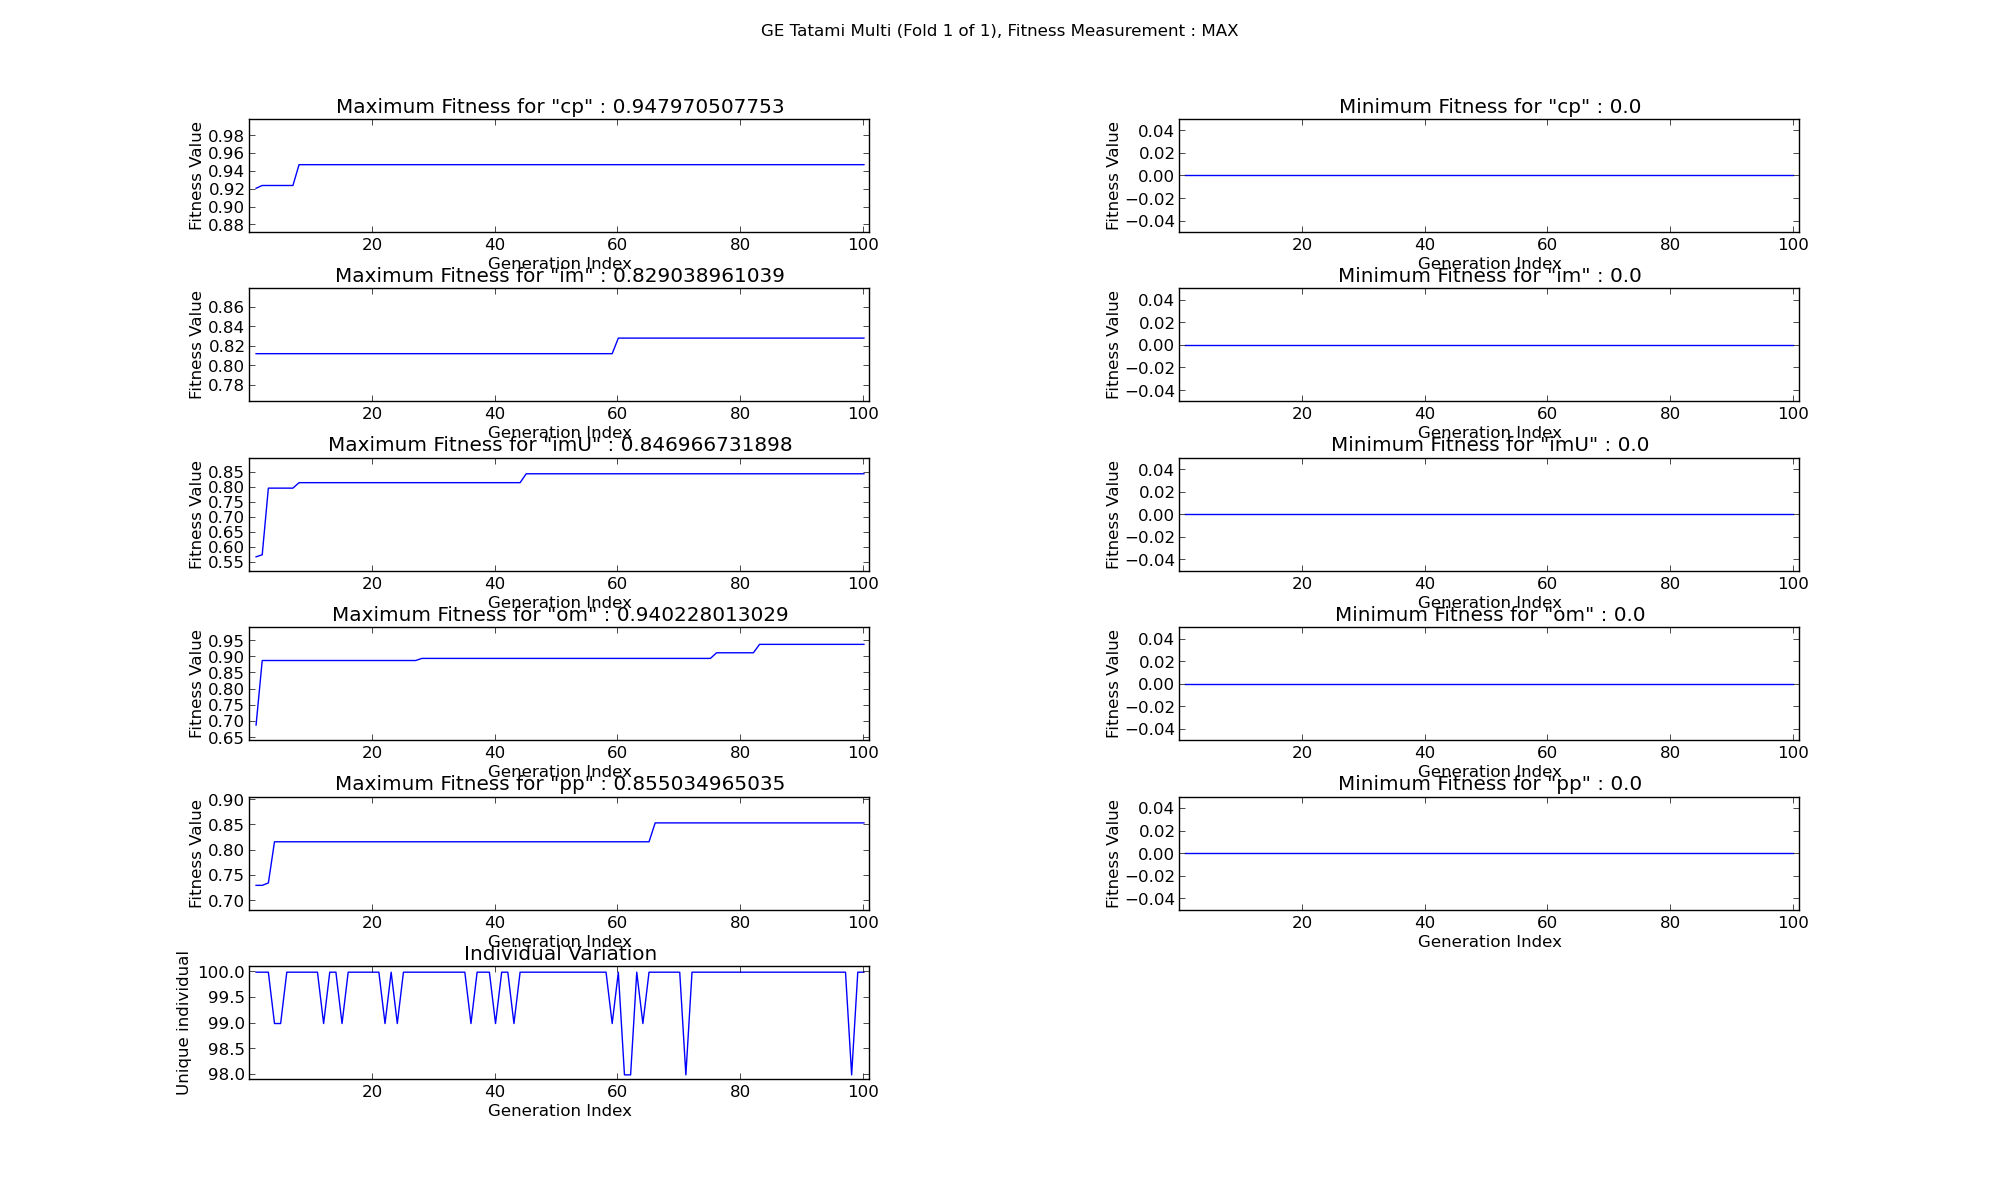 GE Tatami Multi (Fold 1 of 1), Fitness Measurement : MAX
Maximum Fitness for "cp" : 0.947970507753
Fitness Value
0.98
0.96
0.94
0.92
0.90
0.88
20 40 60 80 100
Generation Index
Minimum Fitness for "cp" : 0.0
Fitness Value
0.04
0.02
0.00
−0.02
−0.04
20 40 60 80 100
Generation Index
Maximum Fitness for "im" : 0.829038961039
Fitness Value
0.86
0.84
0.82
0.80
0.78
20 40 60 80 100
Generation Index
Minimum Fitness for "im" : 0.0
Fitness Value
0.04
0.02
0.00
−0.02
−0.04
20 40 60 80 100
Generation Index
Maximum Fitness for "imU" : 0.846966731898
Fitness Value
0.85
0.80
0.75
0.70
0.65
0.60
0.55
20 40 60 80 100
Generation Index
Minimum Fitness for "imU" : 0.0
Fitness Value
0.04
0.02
0.00
−0.02
−0.04
20 40 60 80 100
Generation Index
Maximum Fitness for "om" : 0.940228013029
Fitness Value
0.95
0.90
0.85
0.80
0.75
0.70
0.65
20 40 60 80 100
Generation Index
Minimum Fitness for "om" : 0.0
Fitness Value
0.04
0.02
0.00
−0.02
−0.04
20 40 60 80 100
Generation Index
Maximum Fitness for "pp" : 0.855034965035
Fitness Value
0.90
0.85
0.80
0.75
0.70
20 40 60 80 100
Generation Index
Minimum Fitness for "pp" : 0.0
Fitness Value
0.04
0.02
0.00
−0.02
−0.04
20 40 60 80 100
Generation Index
Individual Variation
Unique individual
100.0
99.5
99.0
98.5
98.0
20 40 60 80 100
Generation Index